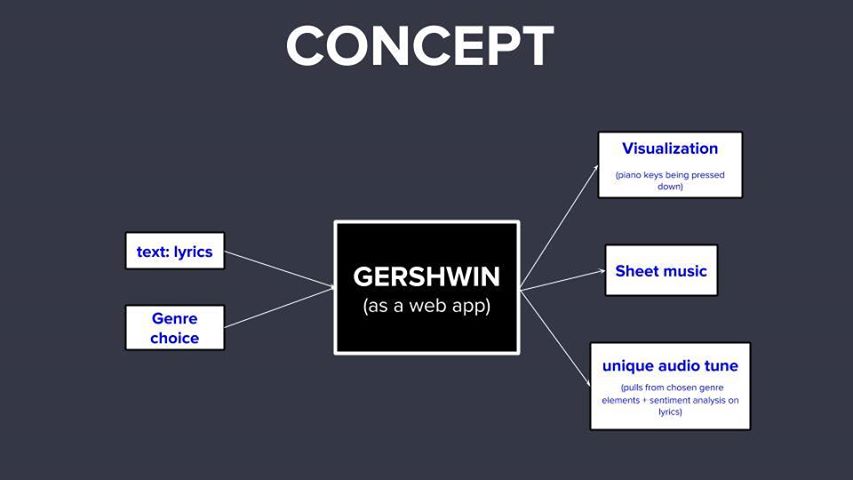 CONCEPT
text: lyrics
Genre
choice
GERSHWIN
(as a web app)
Visualization
(piano keys being pressed
down)
Sheet music
unique audio tune
(pulls from chosen genre
elements + sentiment analysis on
lyrics)